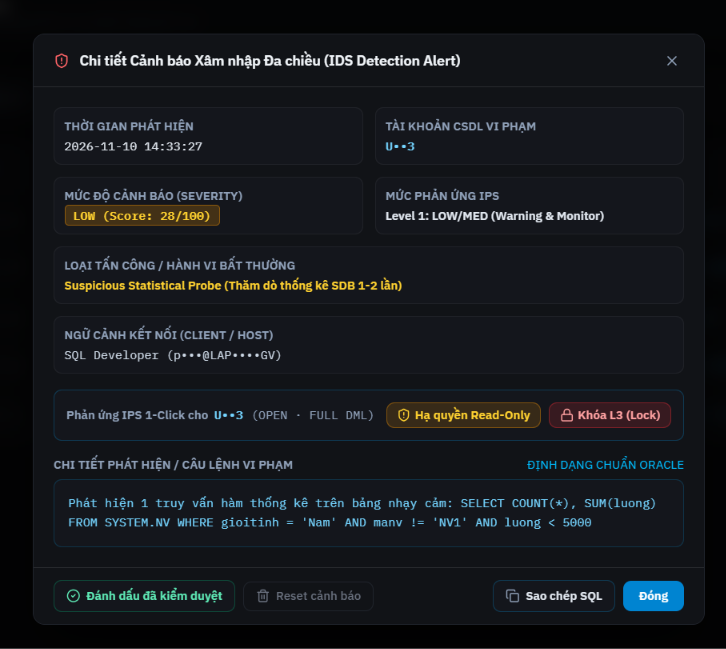 Chi tiết Cảnh báo Xâm nhập Đa chiều (IDS Detection Alert)
THỜI GIAN PHÁT HIỆN
2026-11-10 14:33:27
TÀI KHOẢN CSDL VI PHẠM
U••3
MỨC ĐỘ CẢNH BÁO (SEVERITY)
LOW (Score: 28/100)
MỨC PHẢN ỨNG IPS
Level 1: LOW/MED (Warning & Monitor)
LOẠI TẤN CÔNG / HÀNH VI BẤT THƯỜNG
Suspicious Statistical Probe (Thăm dò thống kê SDB 1-2 lần)
NGỮ CẢNH KẾT NỐI (CLIENT / HOST)
SQL Developer (p•••@LAP••••GV)
Phản ứng IPS 1-Click cho U••3 (OPEN · FULL DML)
Hạ quyền Read-Only
Khóa L3 (Lock)
CHI TIẾT PHÁT HIỆN / CÂU LỆNH VI PHẠM
ĐỊNH DẠNG CHUẨN ORACLE
Phát hiện 1 truy vấn hàm thống kê trên bảng nhạy cảm: SELECT COUNT(*), SUM(luong)
FROM SYSTEM.NV WHERE gioitinh = 'Nam' AND manv != 'NV1' AND luong < 5000
Đánh dấu đã kiểm duyệt
Reset cảnh báo
Sao chép SQL
Đóng